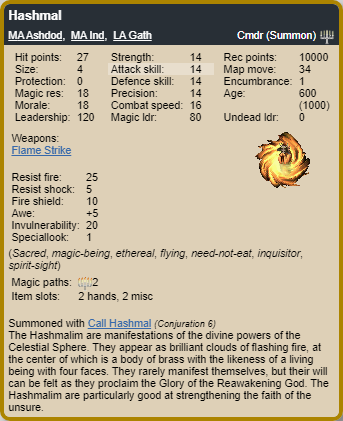 Hashmal
MA Ashdod, MA Ind, LA Gath Cmdr (Summon)
Hit points: 27 Strength: 14 Rec points: 10000
Size: 4 Attack skill: 14 Map move: 34
Protection: 0 Defence skill: 14 Encumbrance: 1
Magic res: 18 Precision: 14 Age: 600
Morale: 18 Combat speed: 16 (1000)
Leadership: 120 Magic ldr: 80 Undead ldr: 0
Weapons:
Flame Strike
Resist fire: 25
Resist shock: 5
Fire shield: 10
Awe: +5
Invulnerability: 20
Speciallook: 1
(Sacred, magic-being, ethereal, flying, need-not-eat, inquisitor,
spirit-sight)
Magic paths: 2
Item slots: 2 hands, 2 misc
Summoned with Call Hashmal (Conjuration 6)
The Hashmalim are manifestations of the divine powers of the
Celestial Sphere. They appear as brilliant clouds of flashing fire, at
the center of which is a body of brass with the likeness of a living
being with four faces. They rarely manifest themselves, but their will
can be felt as they proclaim the Glory of the Reawakening God. The
Hashmalim are particularly good at strengthening the faith of the
unsure.